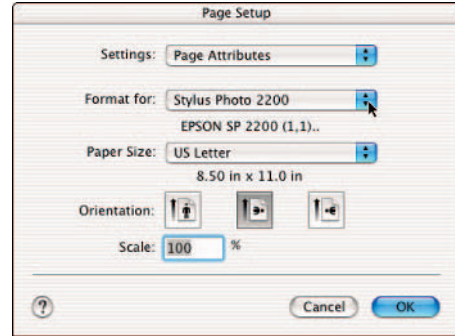 Page Setup
Settings: Page Attributes
Format for: Stylus Photo 2200
EPSON SP 2200 (1,1)..
Paper Size: US Letter
8.50 in x 11.0 in
Orientation:
Scale: 100 %
? Cancel OK